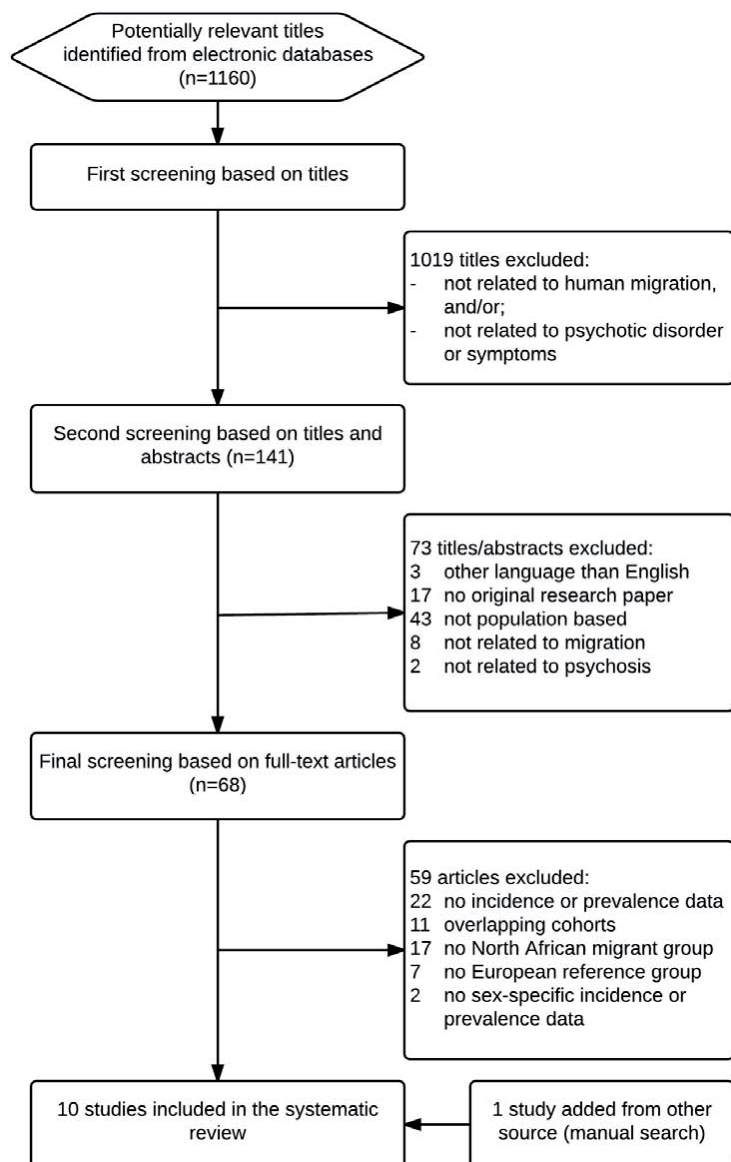 Potentially relevant titles
identified from electronic databases
(n=1160)
First screening based on titles
1019 titles excluded:
- not related to human migration,
and/or;
- not related to psychotic disorder
or symptoms
Second screening based on titles and
abstracts (n=141)
73 titles/abstracts excluded:
3 other language than English
17 no original research paper
43 not population based
8 not related to migration
2 not related to psychosis
Final screening based on full-text articles
(n=68)
59 articles excluded:
22 no incidence or prevalence data
11 overlapping cohorts
17 no North African migrant group
7 no European reference group
2 no sex-specific incidence or
prevalence data
10 studies included in the systematic
review
1 study added from other
source (manual search)